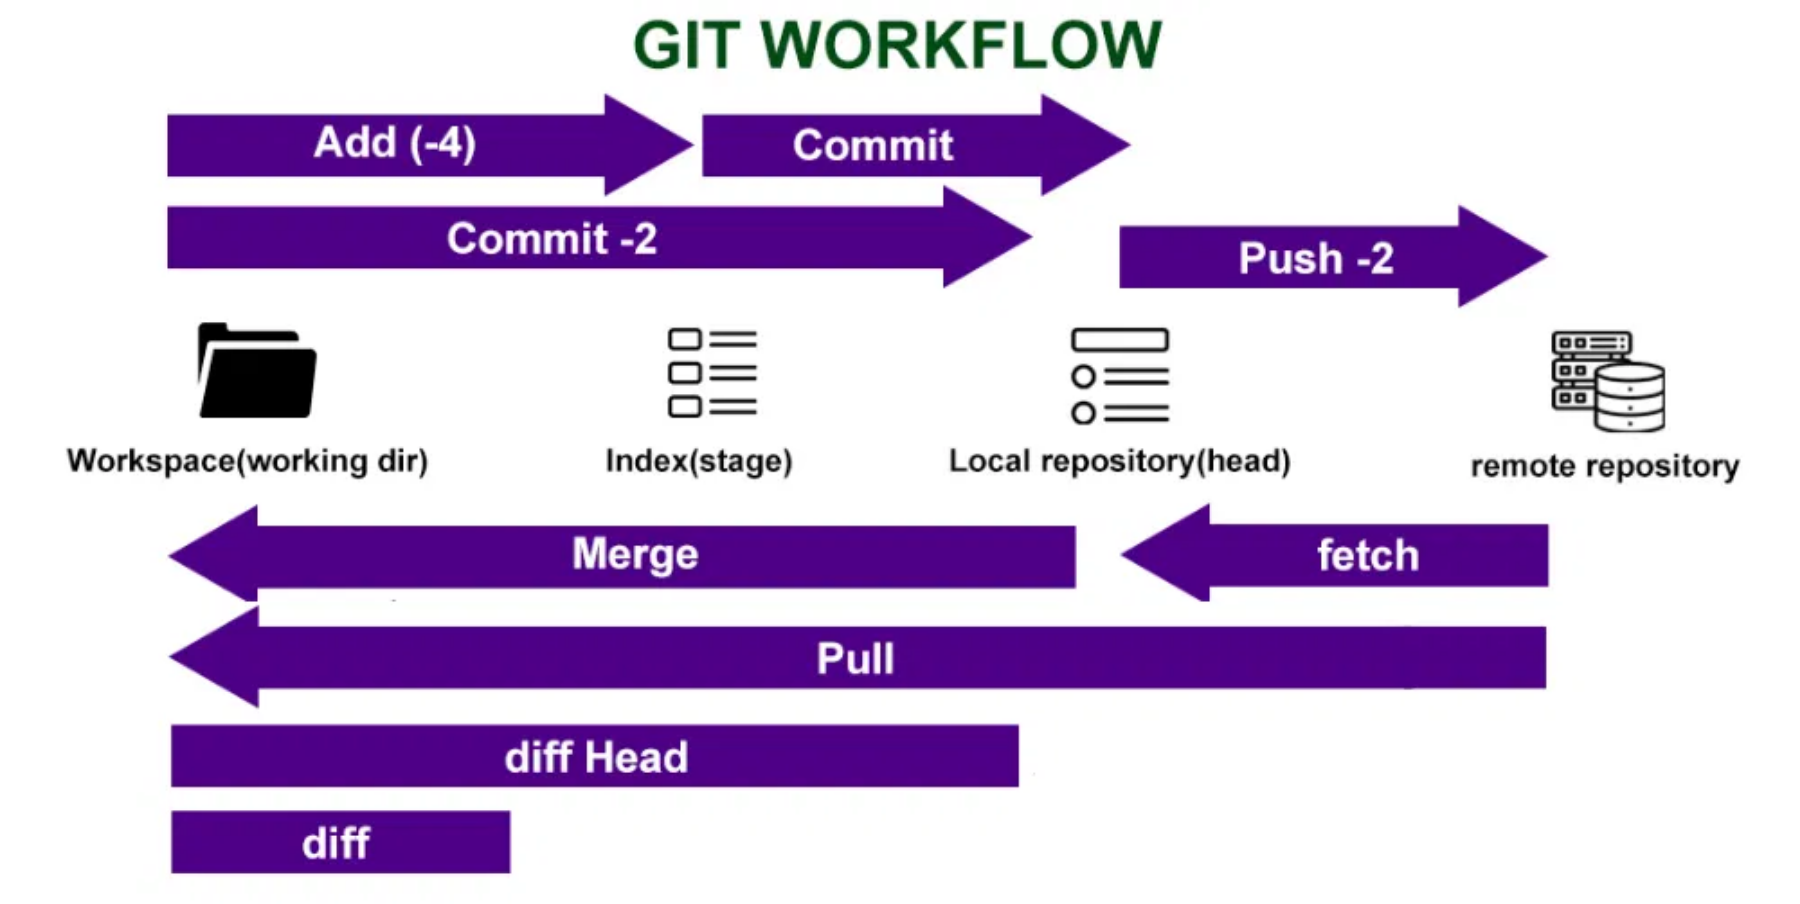 GIT WORKFLOW
Add (-4)
Commit
Commit -2
Push -2
Workspace(working dir)
Index(stage)
Local repository(head)
remote repository
Merge
fetch
Pull
diff Head
diff